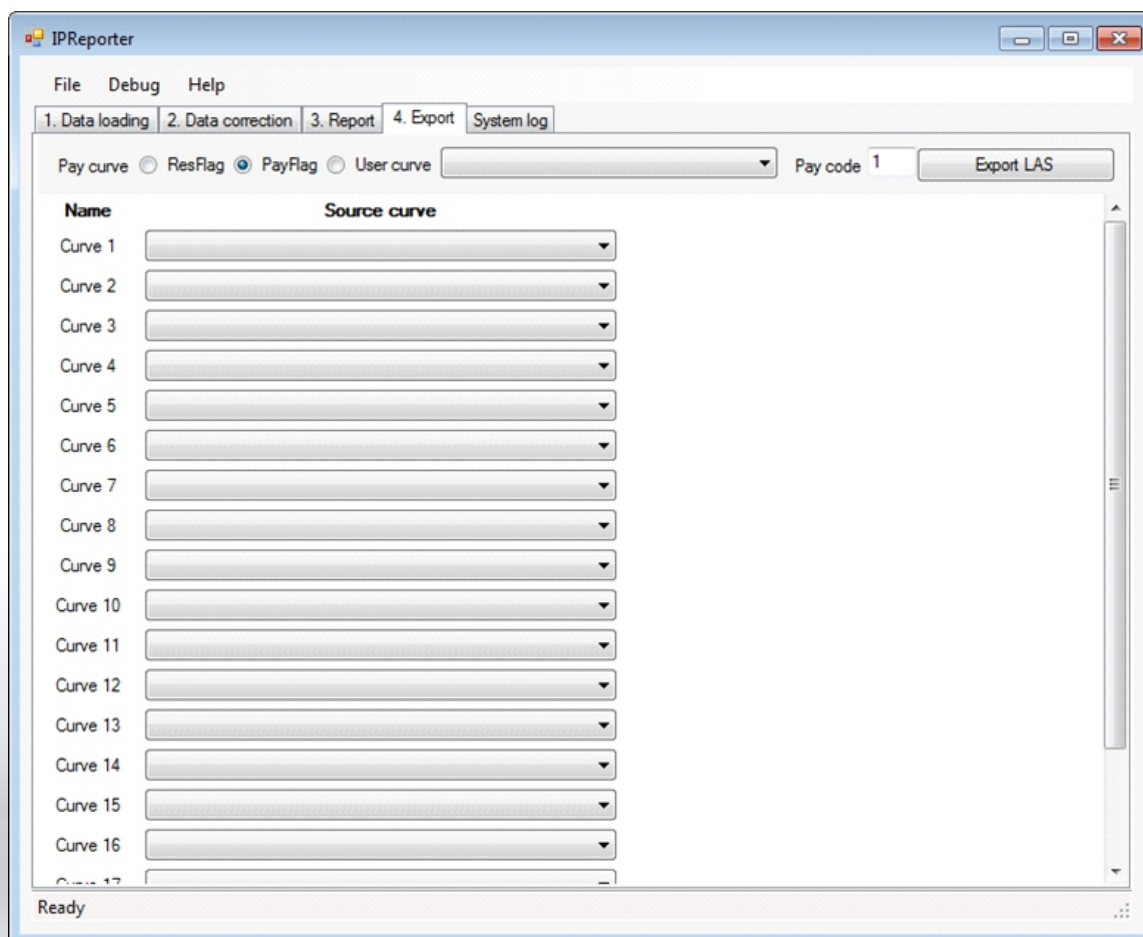 IPReporter
File Debug Help
1. Data loading 2. Data correction 3. Report 4. Export System log
Pay curve ResFlag PayFlag User curve Pay code 1 Export LAS
Name Source curve
Curve 1
Curve 2
Curve 3
Curve 4
Curve 5
Curve 6
Curve 7
Curve 8
Curve 9
Curve 10
Curve 11
Curve 12
Curve 13
Curve 14
Curve 15
Curve 16
Curve 17
Ready